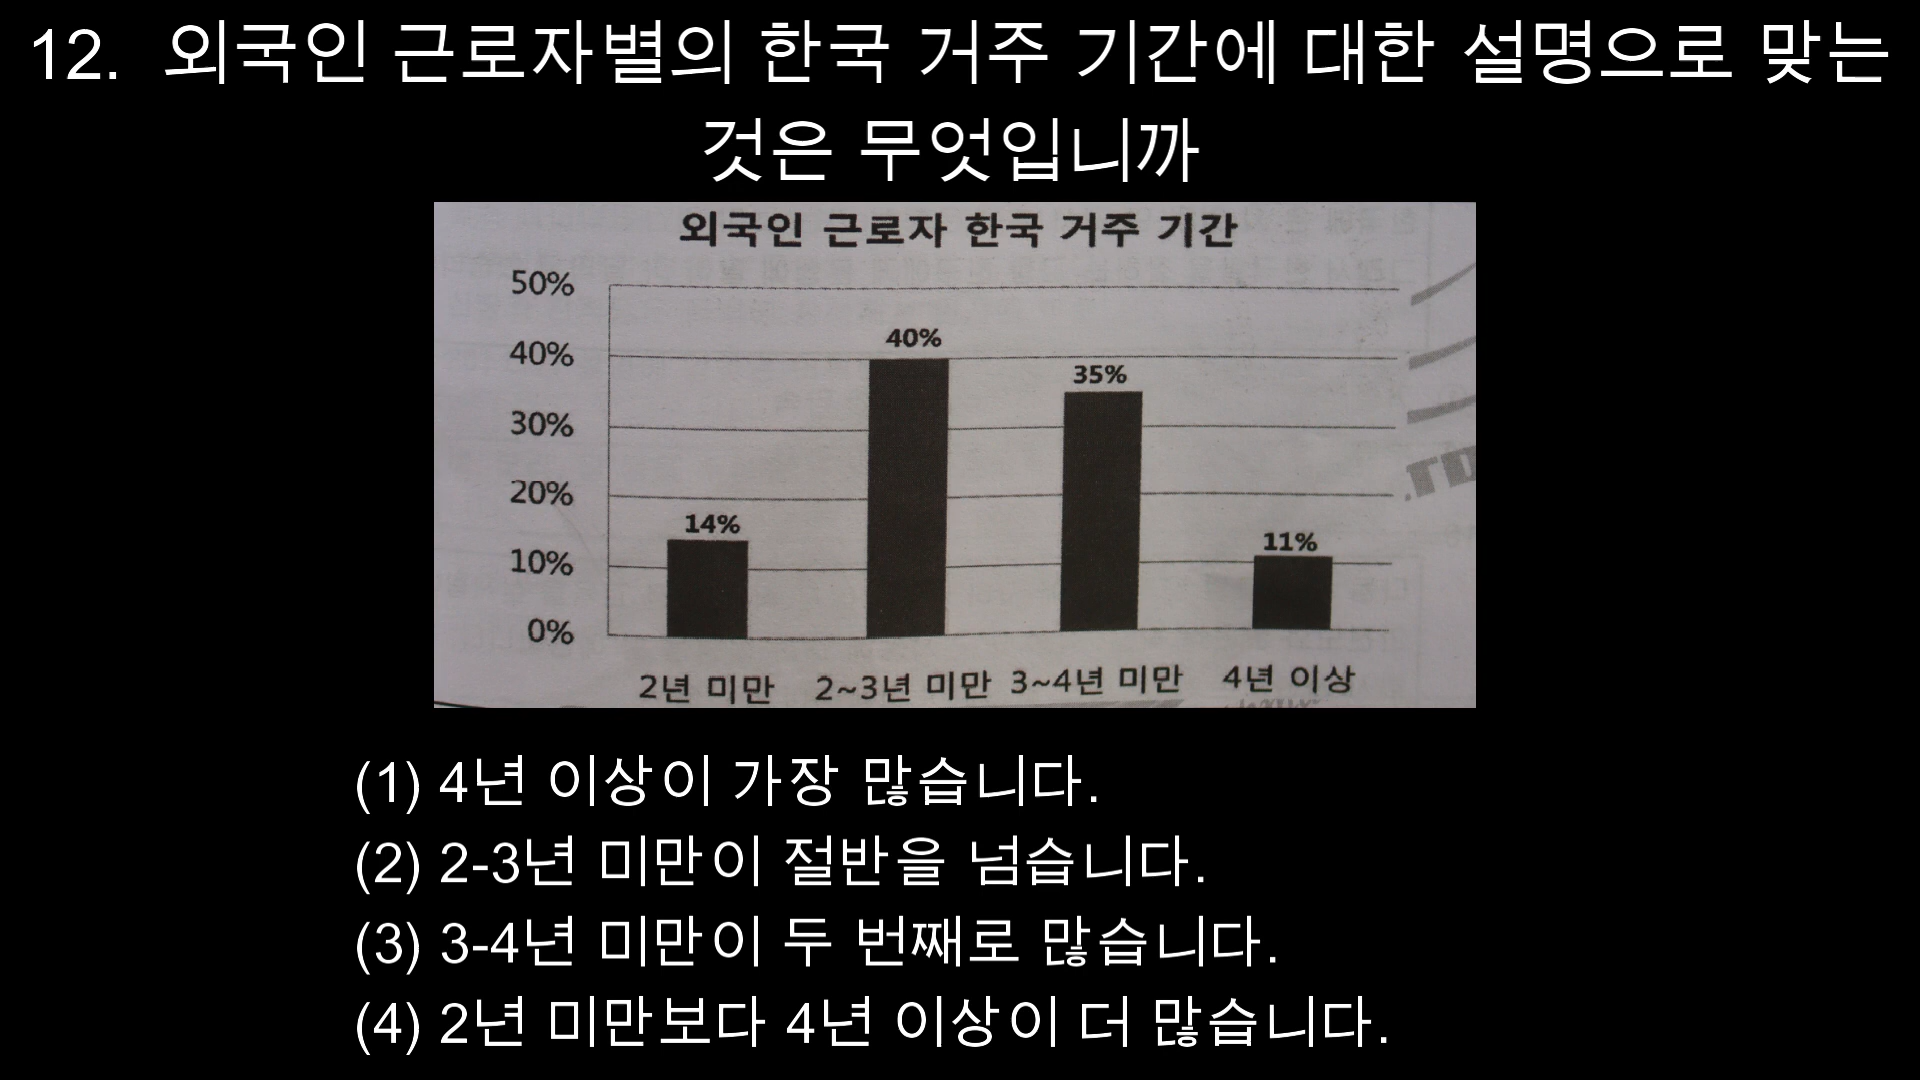 12. 외국인 근로자별의 한국 거주 기간에 대한 설명으로 맞는
것은 무엇입니까
외국인 근로자 한국 거주 기간
50%
40%
30%
20%
10%
0%
14%
40%
35%
11%
2년 미만 2~3년 미만 3~4년 미만 4년 이상
(1) 4년 이상이 가장 많습니다.
(2) 2-3년 미만이 절반을 넘습니다.
(3) 3-4년 미만이 두 번째로 많습니다.
(4) 2년 미만보다 4년 이상이 더 많습니다.